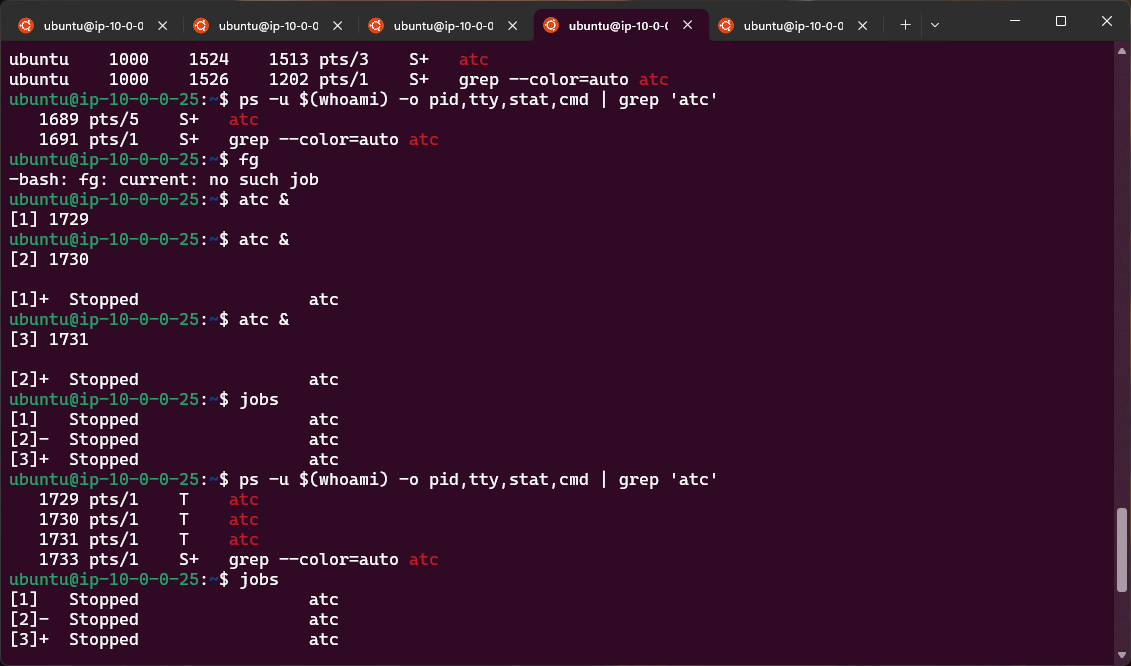 ubuntu@ip-10-0-0
ubuntu@ip-10-0-0
ubuntu@ip-10-0-0
ubuntu@ip-10-0-(
ubuntu@ip-10-0-0
ubuntu    1000    1524    1513 pts/3    S+   atc
ubuntu    1000    1526    1202 pts/1    S+   grep --color=auto atc
ubuntu@ip-10-0-0-25:~$ ps -u $(whoami) -o pid,tty,stat,cmd | grep 'atc'
   1689 pts/5    S+   atc
   1691 pts/1    S+   grep --color=auto atc
ubuntu@ip-10-0-0-25:~$ fg
-bash: fg: current: no such job
ubuntu@ip-10-0-0-25:~$ atc &
[1] 1729
ubuntu@ip-10-0-0-25:~$ atc &
[2] 1730
[1]+  Stopped                 atc
ubuntu@ip-10-0-0-25:~$ atc &
[3] 1731
[2]+  Stopped                 atc
ubuntu@ip-10-0-0-25:~$ jobs
[1]   Stopped                 atc
[2]-  Stopped                 atc
[3]+  Stopped                 atc
ubuntu@ip-10-0-0-25:~$ ps -u $(whoami) -o pid,tty,stat,cmd | grep 'atc'
   1729 pts/1    T    atc
   1730 pts/1    T    atc
   1731 pts/1    T    atc
   1733 pts/1    S+   grep --color=auto atc
ubuntu@ip-10-0-0-25:~$ jobs
[1]   Stopped                 atc
[2]-  Stopped                 atc
[3]+  Stopped                 atc